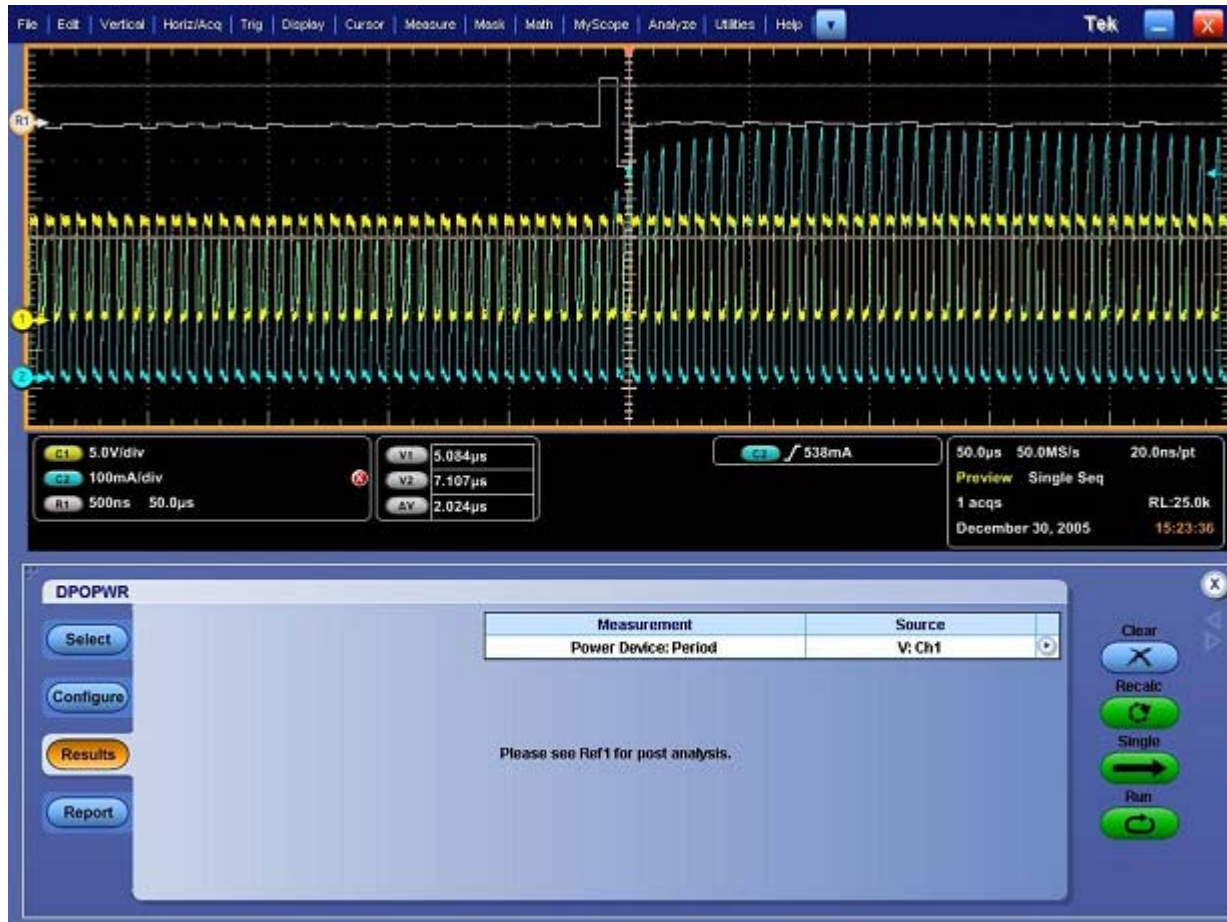 File | Edit | Vertical | Horiz/Acq | Trig | Display | Cursor | Measure | Mask | Math | MyScope | Analyze | Utilities | Help
Tek
X
R1
1
2
C1 5.0V/div
C2 100mA/div
R1 500ns 50.0µs
V1 5.084µs
V2 7.107µs
ΔV 2.024µs
C2 538mA
50.0µs 50.0MS/s 20.0ns/pt
Preview Single Seq
1 acqs RL:25.0k
December 30, 2005 15:23:36
DPOPWR
X
Select
Configure
Results
Report
Measurement Source
Power Device: Period V: Ch1
Please see Ref1 for post analysis.
Clear
Recalc
Single
Run